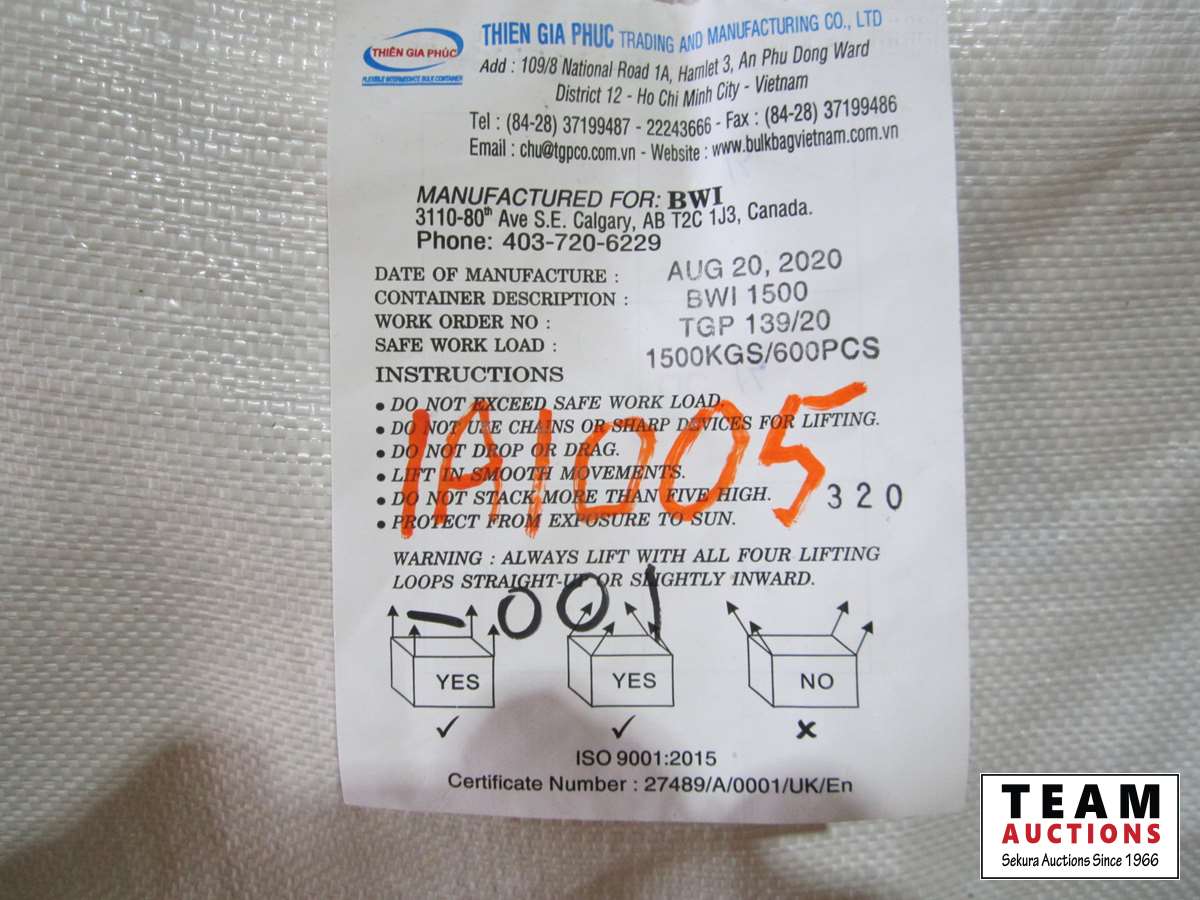 THIÊN GIA PHÚC
FLEXIBLE INTERMEDIATE BULK CONTAINER
THIEN GIA PHUC TRADING AND MANUFACTURING CO., LTD
Add : 109/8 National Road 1A, Hamlet 3, An Phu Dong Ward
District 12 - Ho Chi Minh City - Vietnam
Tel : (84-28) 37199487 - 22243666 - Fax : (84-28) 37199486
Email : chu@tgpco.com.vn - Website : www.bulkbagvietnam.com.vn
MANUFACTURED FOR: BWI
3110-80th Ave S.E. Calgary, AB T2C 1J3, Canada.
Phone: 403-720-6229
DATE OF MANUFACTURE : AUG 20, 2020
CONTAINER DESCRIPTION : BWI 1500
WORK ORDER NO : TGP 139/20
SAFE WORK LOAD : 1500KGS/600PCS
INSTRUCTIONS
• DO NOT EXCEED SAFE WORK LOAD.
• DO NOT USE CHAINS OR SHARP DEVICES FOR LIFTING.
• DO NOT DROP OR DRAG.
• LIFT IN SMOOTH MOVEMENTS.
• DO NOT STACK MORE THAN FIVE HIGH.
• PROTECT FROM EXPOSURE TO SUN.
1A1005
320
WARNING : ALWAYS LIFT WITH ALL FOUR LIFTING
LOOPS STRAIGHT-UP OR SLIGHTLY INWARD.
-001
YES YES NO
ISO 9001:2015
Certificate Number : 27489/A/0001/UK/En
TEAM
AUCTIONS
Sekura Auctions Since 1966